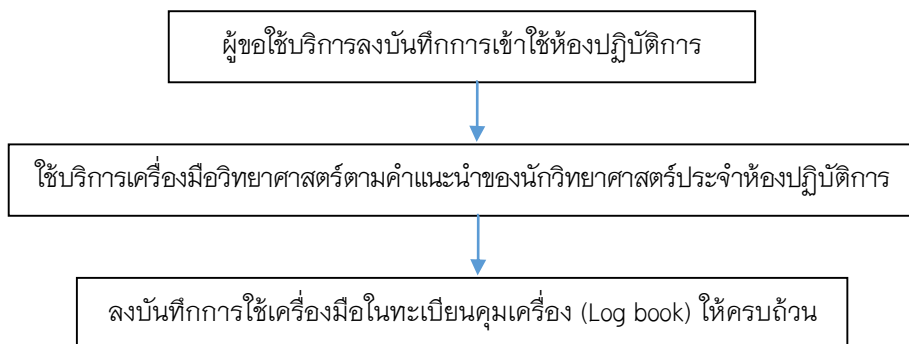 ผู้ขอใช้บริการลงบันทึกการเข้าใช้ห้องปฏิบัติการ
ใช้บริการเครื่องมือวิทยาศาสตร์ตามคำแนะนำของนักวิทยาศาสตร์ประจำห้องปฏิบัติการ
ลงบันทึกการใช้เครื่องมือในทะเบียนคุมเครื่อง (Log book) ให้ครบถ้วน